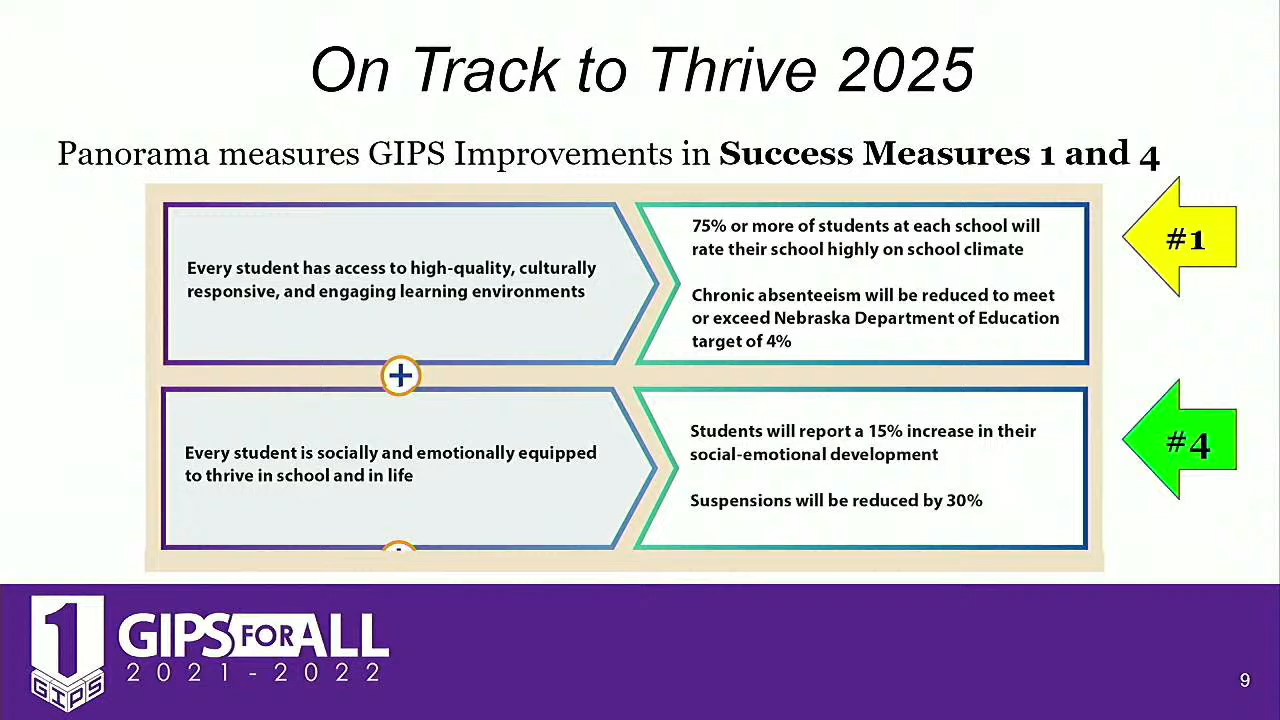 On Track to Thrive 2025
Panorama measures GIPS Improvements in Success Measures 1 and 4
Every student has access to high-quality, culturally
responsive, and engaging learning environments
75% or more of students at each school will
rate their school highly on school climate
Chronic absenteeism will be reduced to meet
or exceed Nebraska Department of Education
target of 4%
#1
+
Every student is socially and emotionally equipped
to thrive in school and in life
Students will report a 15% increase in their
social-emotional development
Suspensions will be reduced by 30%
#4
1
GIPS
GIPS FOR ALL
2021-2022
9